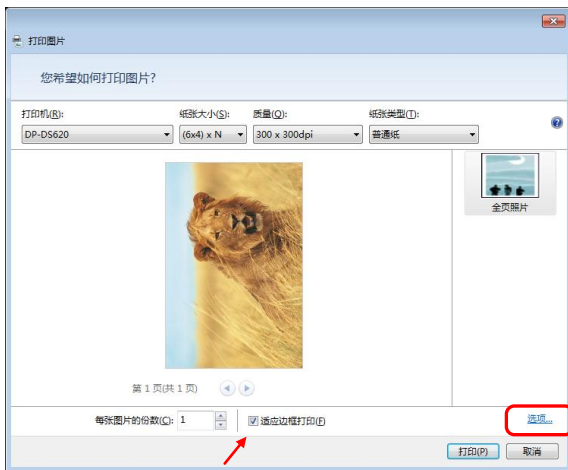 打印图片
您希望如何打印图片?
打印机(R): 纸张大小(S): 质量(Q): 纸张类型(T):
DP-DS620 (6x4) x N 300 x 300dpi 普通纸
全页照片
第 1 页(共 1 页)
每张图片的份数(C): 1 适应边框打印(F) 选项...
打印(P) 取消